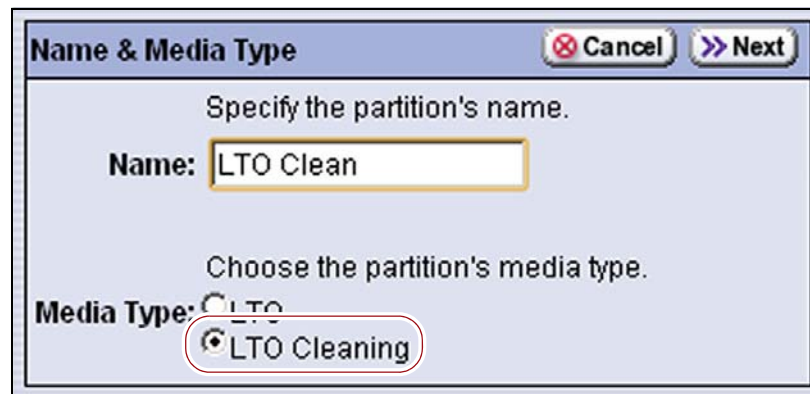 Name & Media Type Cancel Next
Specify the partition's name.
Name: LTO Clean
Choose the partition's media type.
Media Type: LTO
LTO Cleaning